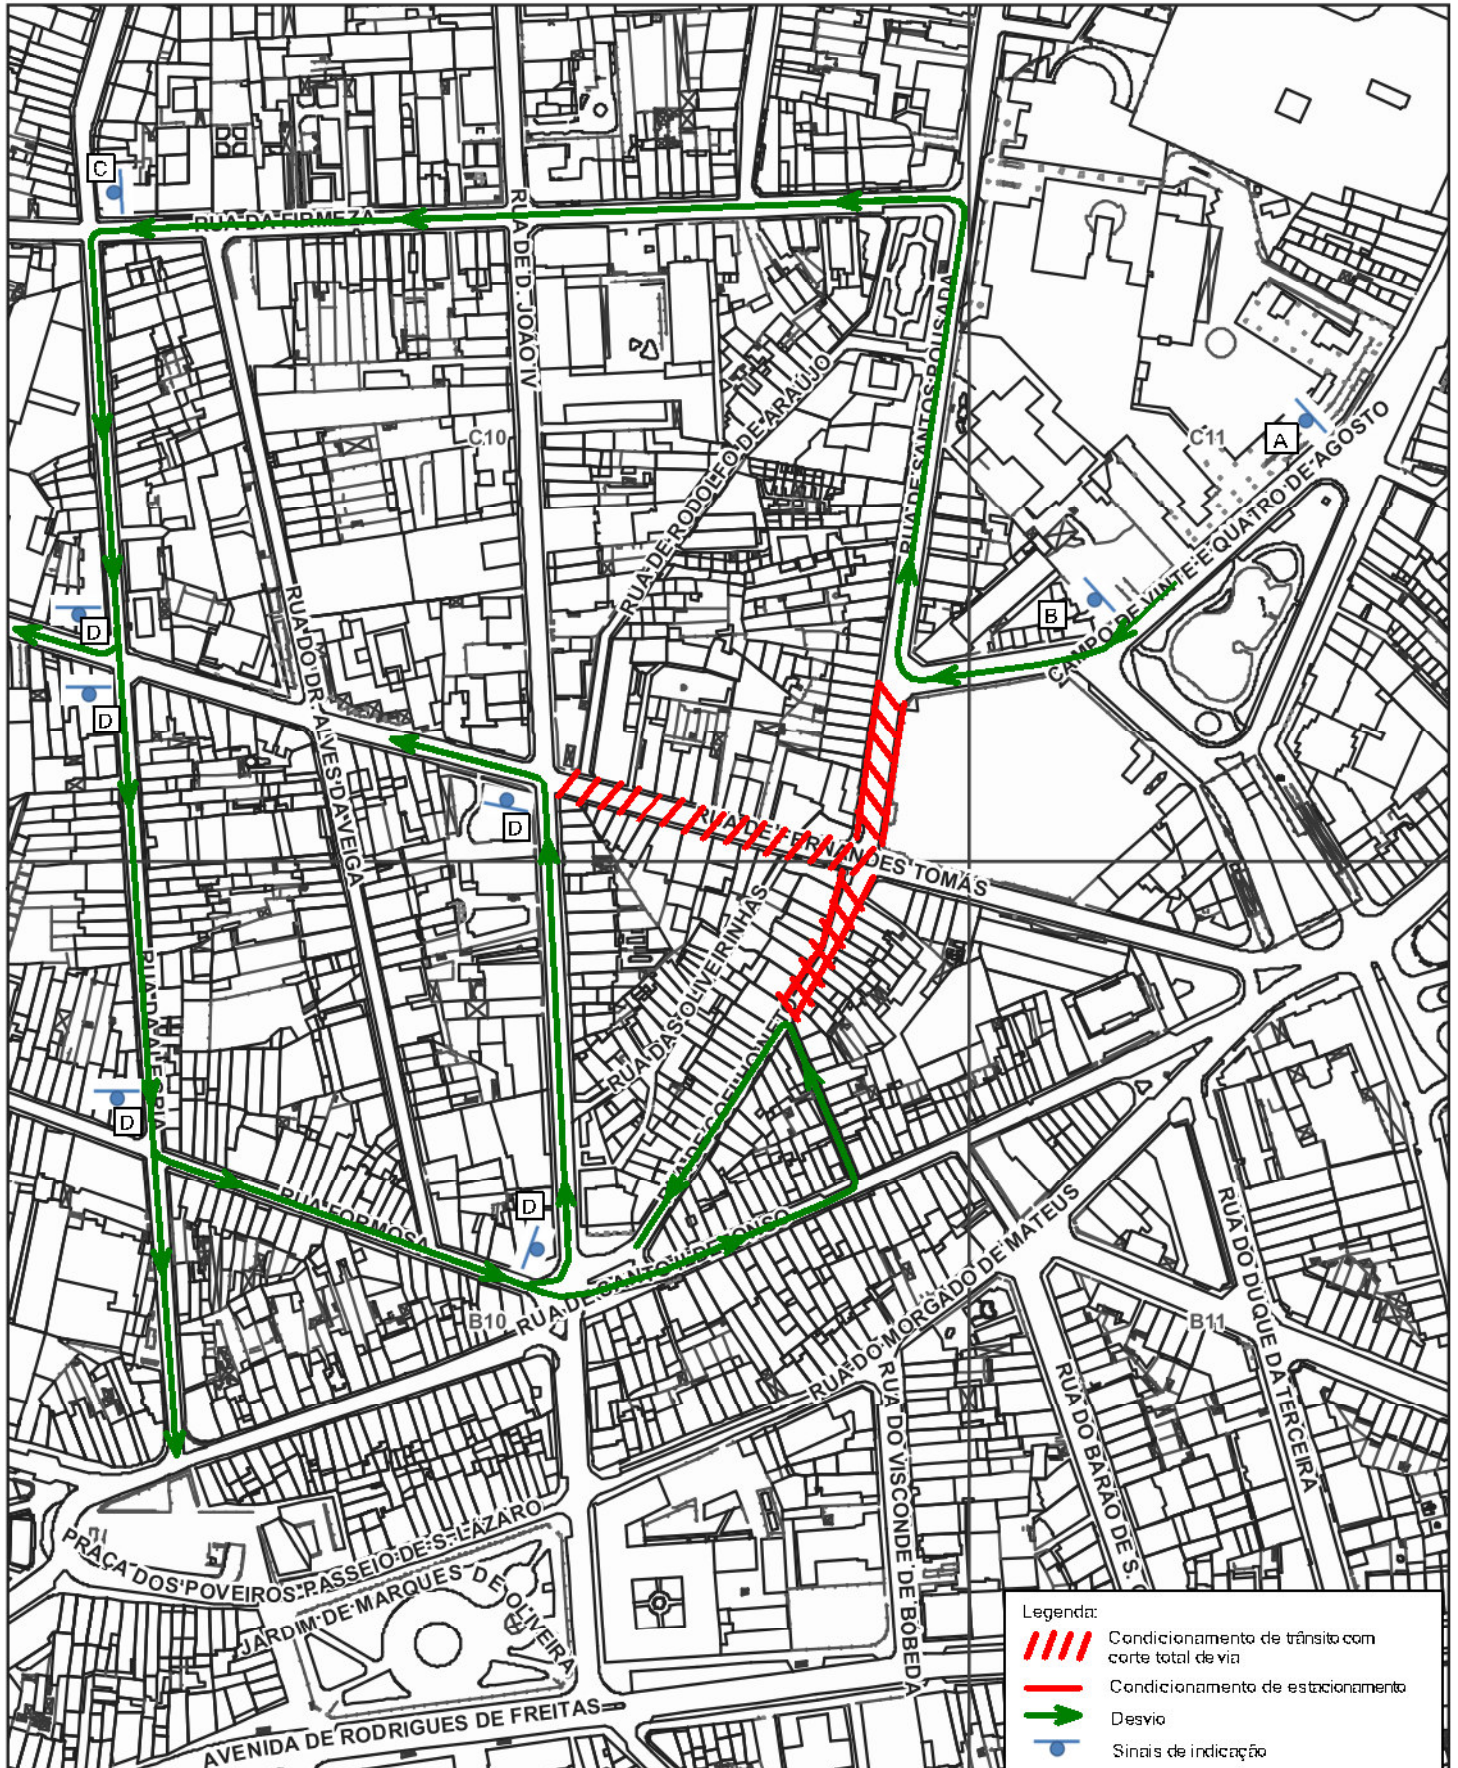 C
RUA DA FIRMEZA
RUA DE D. JOÃO IV
RUA DE SANTOS POUSADA
RUA DE RODOLFO DE ARAÚJO
C10
C11
A
CAMPO DE VINTE E QUATRO DE AGOSTO
B
D
D
RUA DO DR. ALVES DA VEIGA
D
RUA DE FERNANDES TOMÁS
RUA DAS OLIVEIRINHAS
RUA DA ALEGRIA
D
D
RUA FORMOSA
B10
RUA DO MORGADO DE MATEUS
RUA DO DUQUE DA TERCEIRA
B11
RUA DO BARÃO DE S.
RUA DO VISCONDE DE BÓBEDA
PRAÇA DOS POVEIROS
PASSEIO DE S. LÁZARO
JARDIM DE MARQUES DE OLIVEIRA
AVENIDA DE RODRIGUES DE FREITAS
Legenda:
Condicionamento de trânsito com
corte total de via
Condicionamento de estacionamento
Desvio
Sinais de indicação